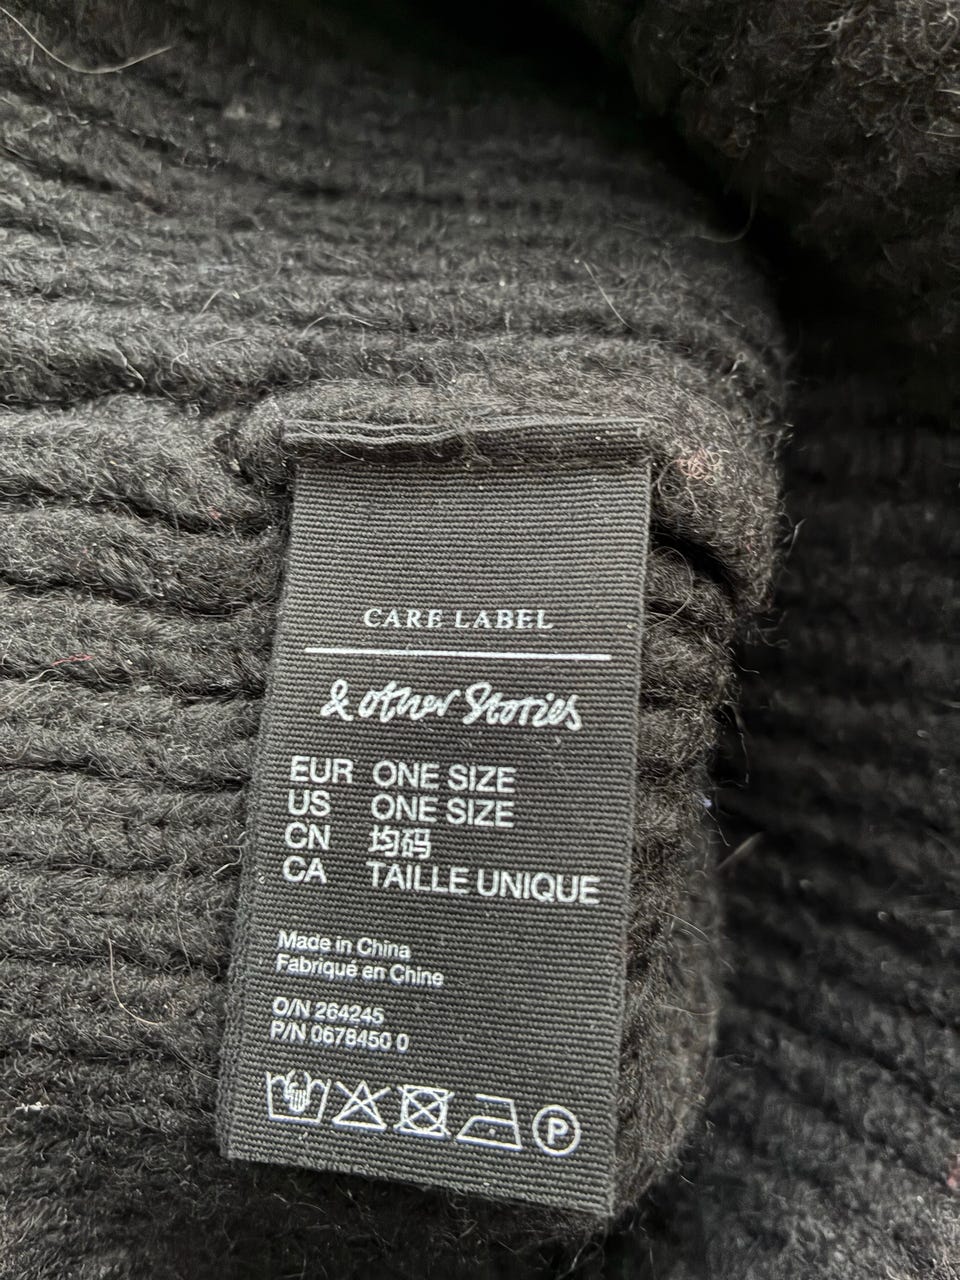 CARE LABEL
& other Stories
EUR ONE SIZE
US ONE SIZE
CN 均码
CA TAILLE UNIQUE
Made in China
Fabriqué en Chine
O/N 264245
P/N 0678450 0
P